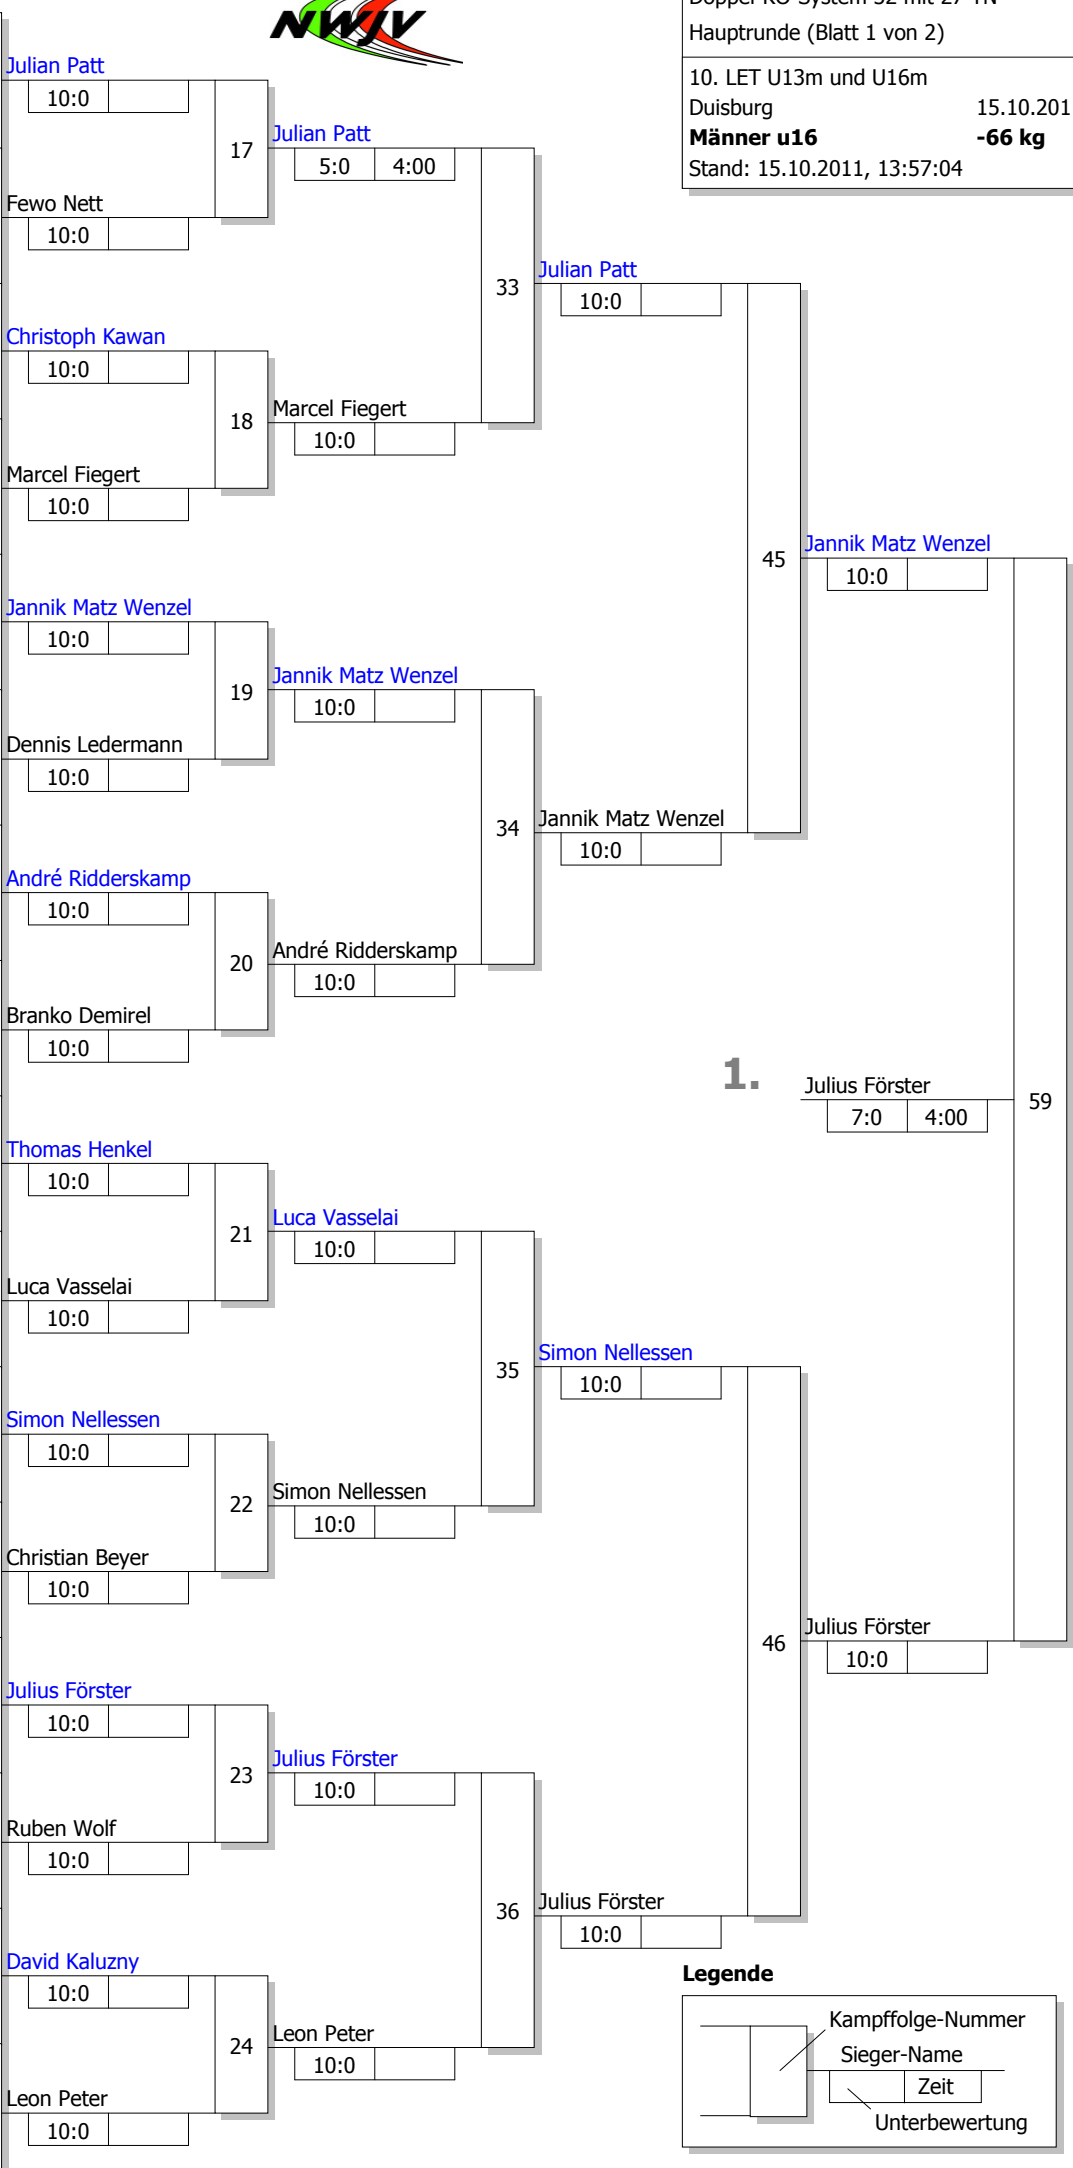 NWJV
Doppel-KO-System 32 mit 27 TN
Hauptrunde (Blatt 1 von 2)
10. LET U13m und U16m
Duisburg 15.10.201
Männer u16 -66 kg
Stand: 15.10.2011, 13:57:04
Julian Patt
10:0
17
Julian Patt
5:0 4:00
Fewo Nett
10:0
33
Julian Patt
10:0
Christoph Kawan
10:0
18
Marcel Fiegert
10:0
Marcel Fiegert
10:0
45
Jannik Matz Wenzel
10:0
Jannik Matz Wenzel
10:0
19
Jannik Matz Wenzel
10:0
Dennis Ledermann
10:0
34
Jannik Matz Wenzel
10:0
André Ridderskamp
10:0
20
André Ridderskamp
10:0
Branko Demirel
10:0
1.
Julius Förster
7:0 4:00
59
Thomas Henkel
10:0
21
Luca Vasselai
10:0
Luca Vasselai
10:0
35
Simon Nellessen
10:0
Simon Nellessen
10:0
22
Simon Nellessen
10:0
Christian Beyer
10:0
46
Julius Förster
10:0
Julius Förster
10:0
23
Julius Förster
10:0
Ruben Wolf
10:0
36
Julius Förster
10:0
David Kaluzny
10:0
24
Leon Peter
10:0
Leon Peter
10:0
Legende
Kampffolge-Nummer
Sieger-Name
Zeit
Unterbewertung